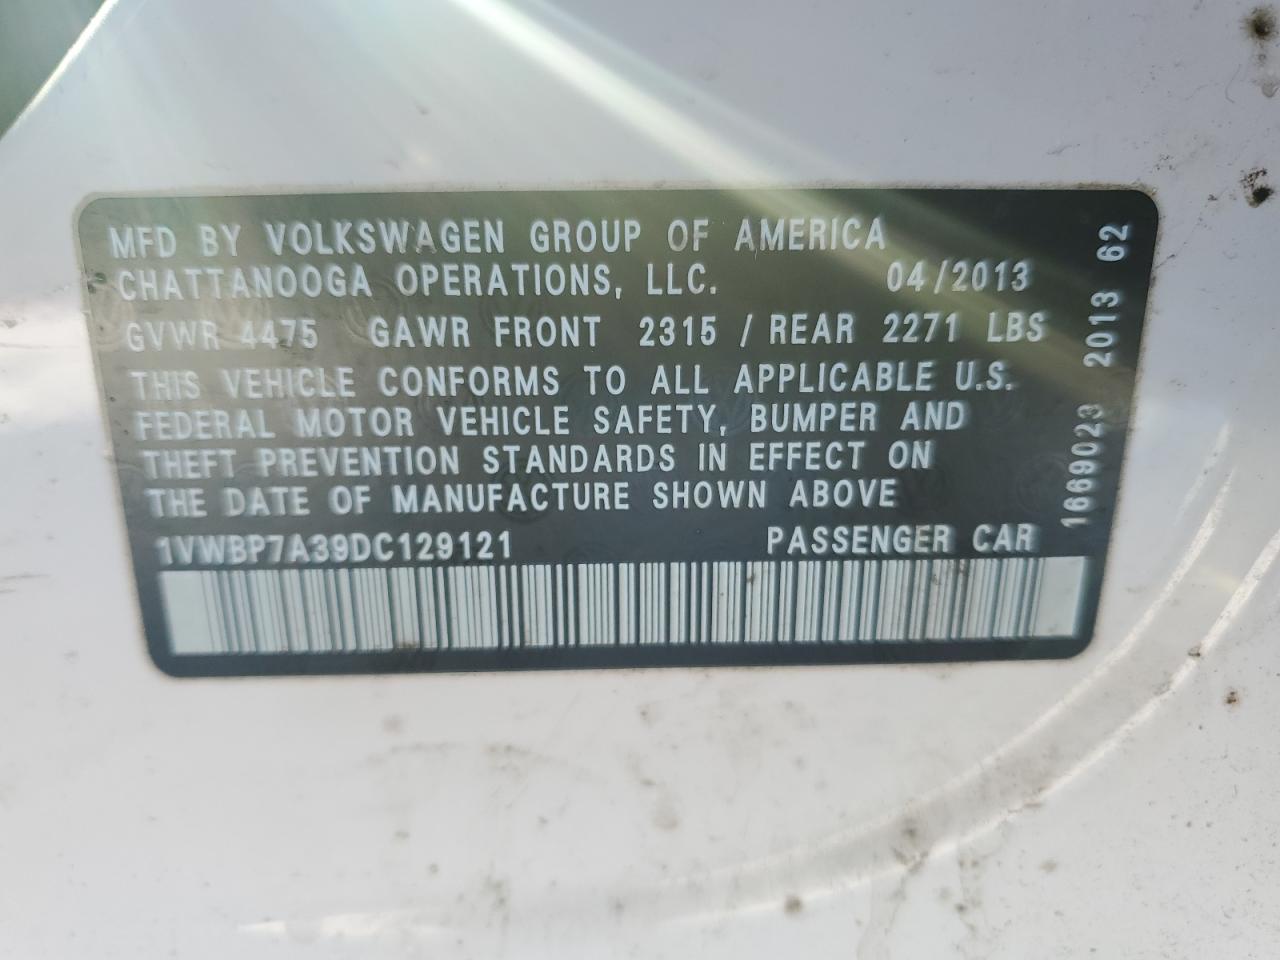 MFD BY VOLKSWAGEN GROUP OF AMERICA
CHATTANOOGA OPERATIONS, LLC. 04/2013
GVWR 4475 GAWR FRONT 2315 / REAR 2271 LBS
THIS VEHICLE CONFORMS TO ALL APPLICABLE U.S.
FEDERAL MOTOR VEHICLE SAFETY, BUMPER AND
THEFT PREVENTION STANDARDS IN EFFECT ON
THE DATE OF MANUFACTURE SHOWN ABOVE
1VWBP7A39DC129121 PASSENGER CAR
1669023 2013 62